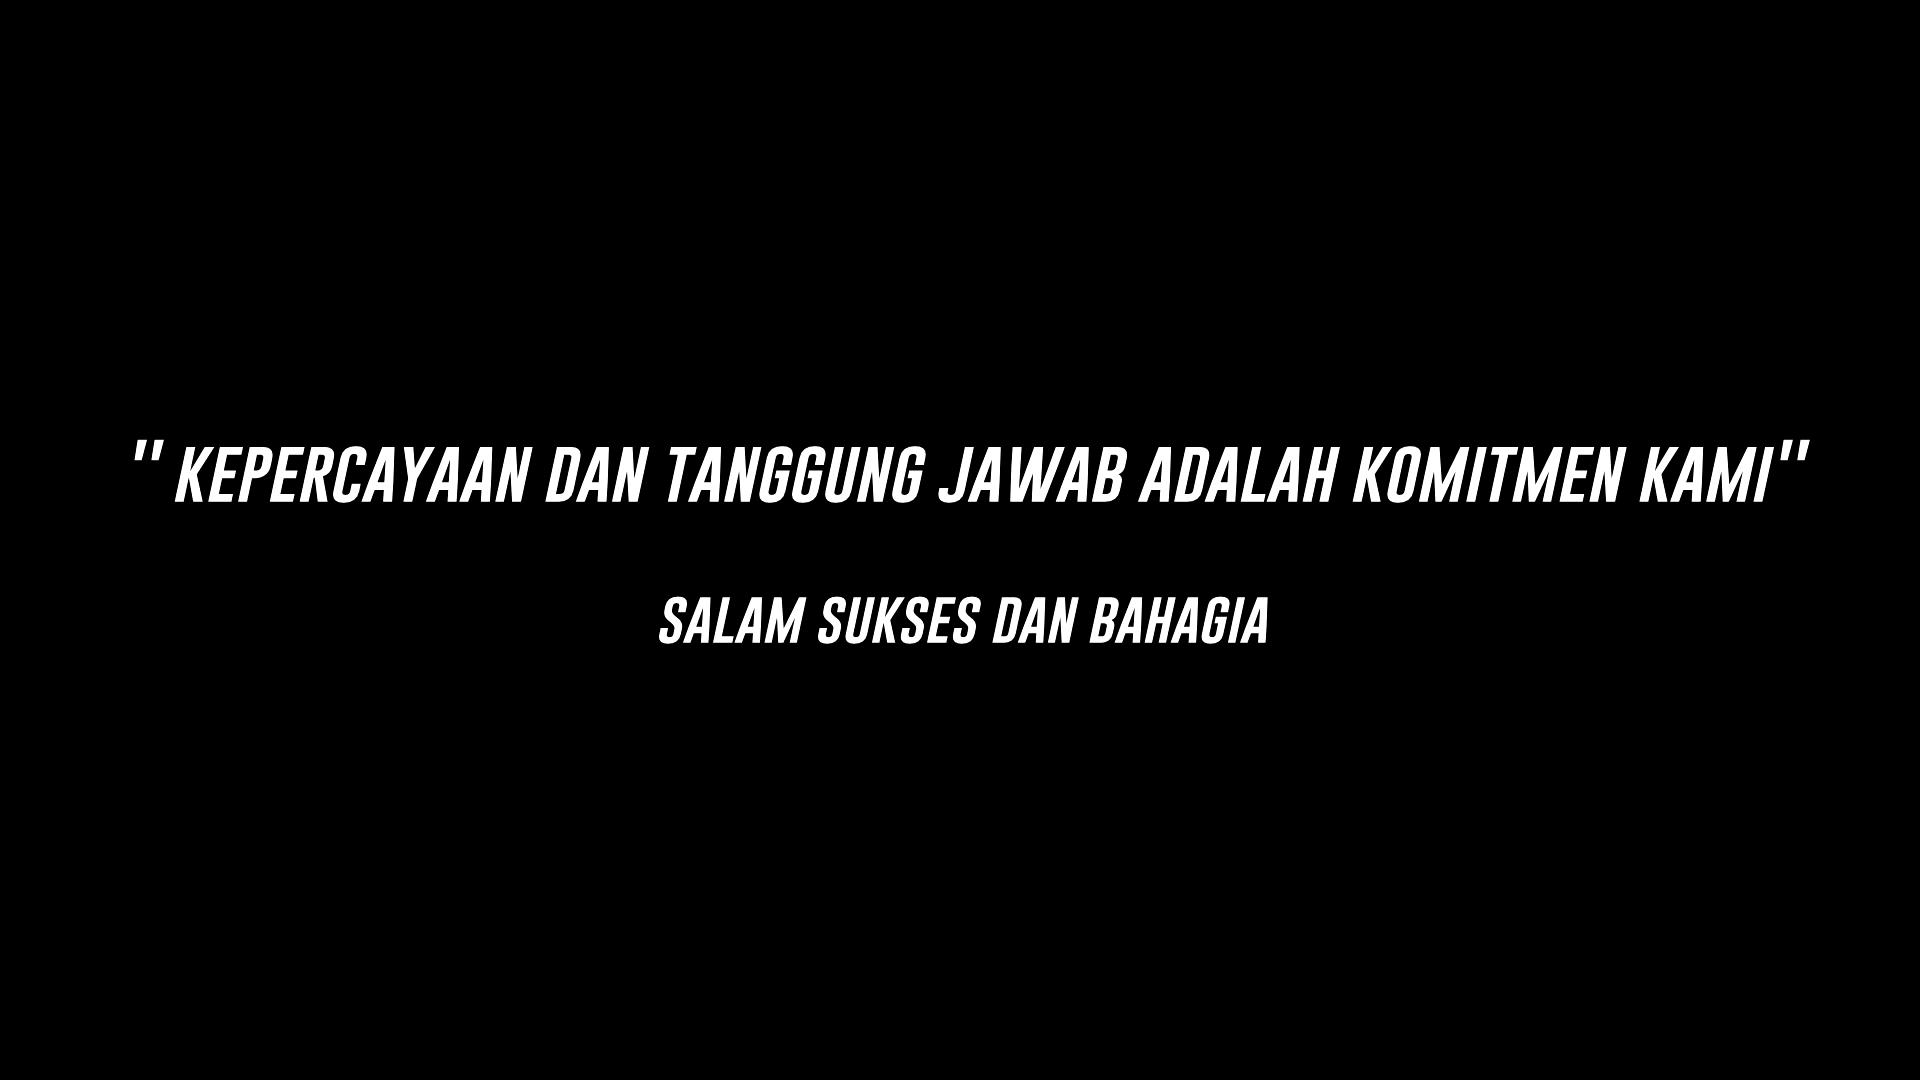 " KEPERCAYAAN DAN TANGGUNG JAWAB ADALAH KOMITMEN KAMI"
SALAM SUKSES DAN BAHAGIA